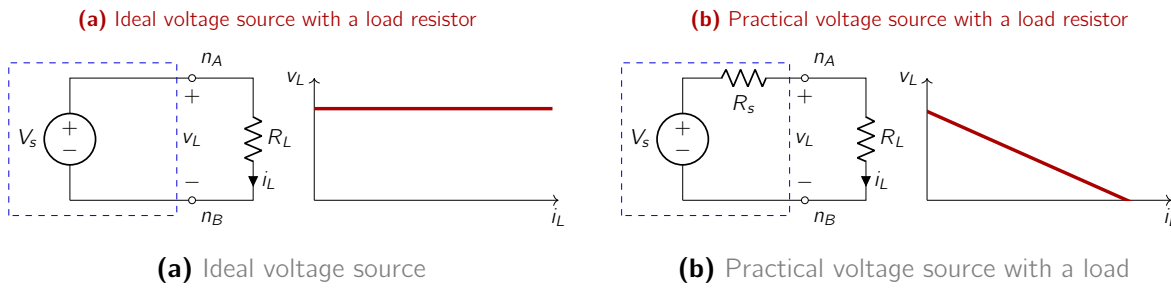 (a) Ideal voltage source with a load resistor
n_A
+
V_s
+
−
v_L
R_L
−
i_L
n_B
v_L
i_L
(a) Ideal voltage source
(b) Practical voltage source with a load resistor
n_A
R_s
+
V_s
+
−
v_L
R_L
−
i_L
n_B
v_L
i_L
(b) Practical voltage source with a load